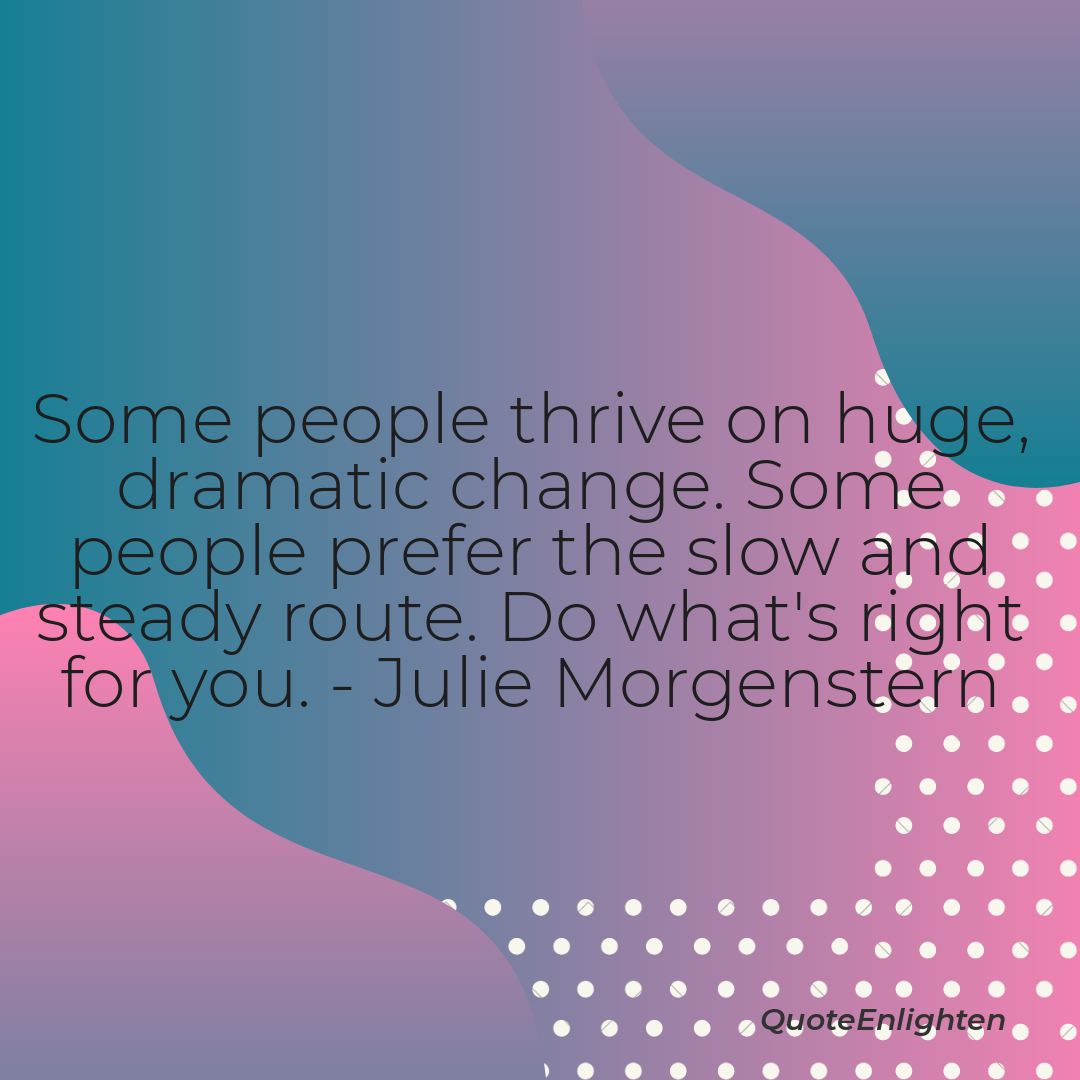 Some people thrive on huge,
dramatic change. Some
people prefer the slow and
steady route. Do what's right
for you. - Julie Morgenstern
QuoteEnlighten